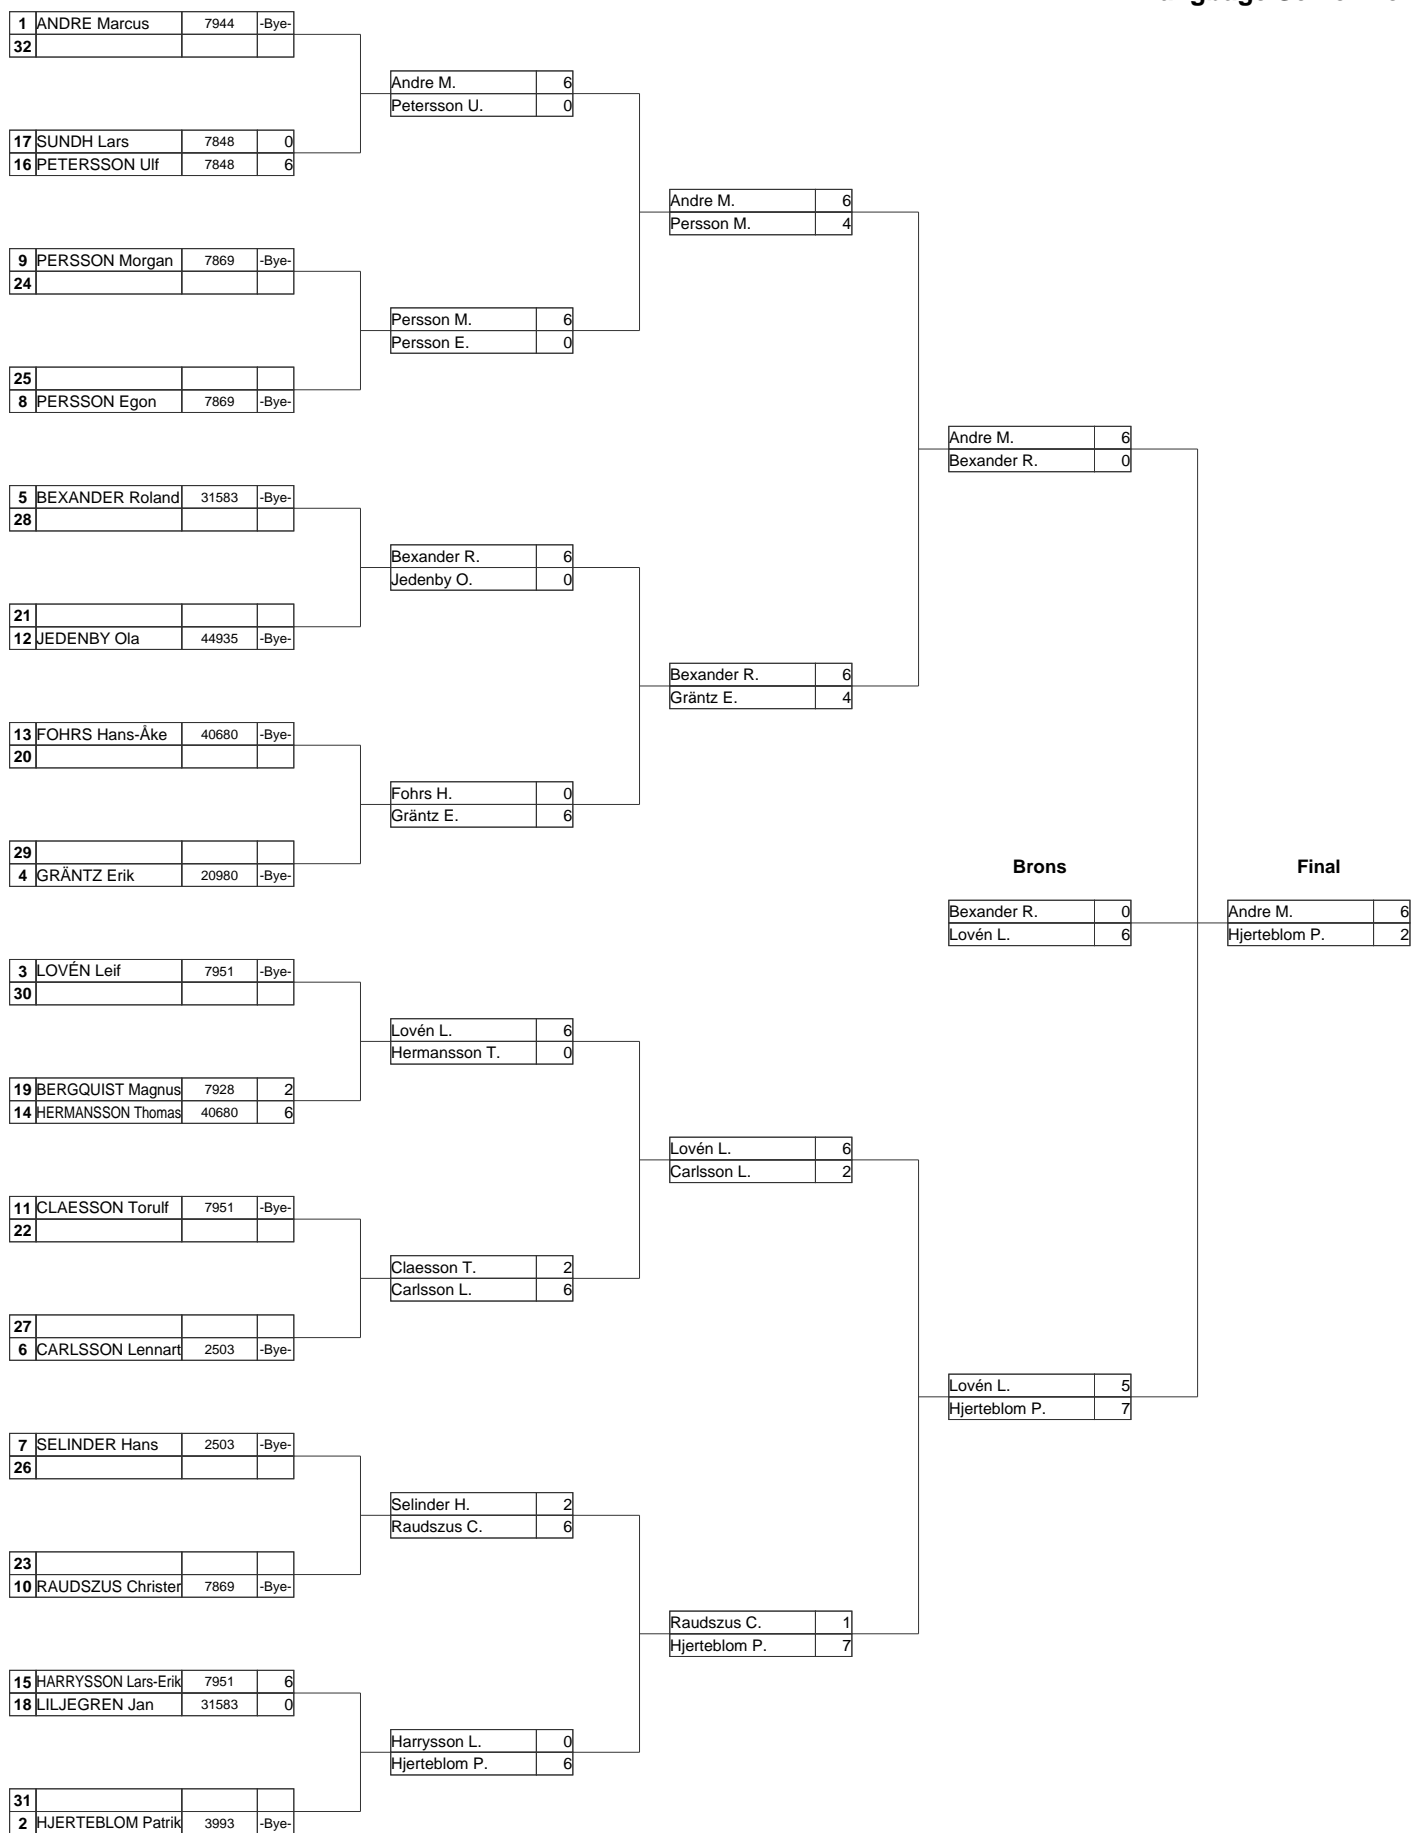 1 ANDRE Marcus 7944 -Bye-
32
Andre M. 6
Petersson U. 0
17 SUNDH Lars 7848 0
16 PETERSSON Ulf 7848 6
Andre M. 6
Persson M. 4
9 PERSSON Morgan 7869 -Bye-
24
Persson M. 6
Persson E. 0
25
8 PERSSON Egon 7869 -Bye-
Andre M. 6
Bexander R. 0
5 BEXANDER Roland 31583 -Bye-
28
Bexander R. 6
Jedenby O. 0
21
12 JEDENBY Ola 44935 -Bye-
Bexander R. 6
Gräntz E. 4
13 FOHRS Hans-Åke 40680 -Bye-
20
Fohrs H. 0
Gräntz E. 6
29
4 GRÄNTZ Erik 20980 -Bye-
Brons Final
Bexander R. 0 Andre M. 6
Lovén L. 6 Hjerteblom P. 2
3 LOVÉN Leif 7951 -Bye-
30
Lovén L. 6
Hermansson T. 0
19 BERGQUIST Magnus 7928 2
14 HERMANSSON Thomas 40680 6
Lovén L. 6
Carlsson L. 2
11 CLAESSON Torulf 7951 -Bye-
22
Claesson T. 2
Carlsson L. 6
27
6 CARLSSON Lennart 2503 -Bye-
Lovén L. 5
Hjerteblom P. 7
7 SELINDER Hans 2503 -Bye-
26
Selinder H. 2
Raudszus C. 6
23
10 RAUDSZUS Christer 7869 -Bye-
Raudszus C. 1
Hjerteblom P. 7
15 HARRYSSON Lars-Erik 7951 6
18 LILJEGREN Jan 31583 0
Harrysson L. 0
Hjerteblom P. 6
31
2 HJERTEBLOM Patrik 3993 -Bye-